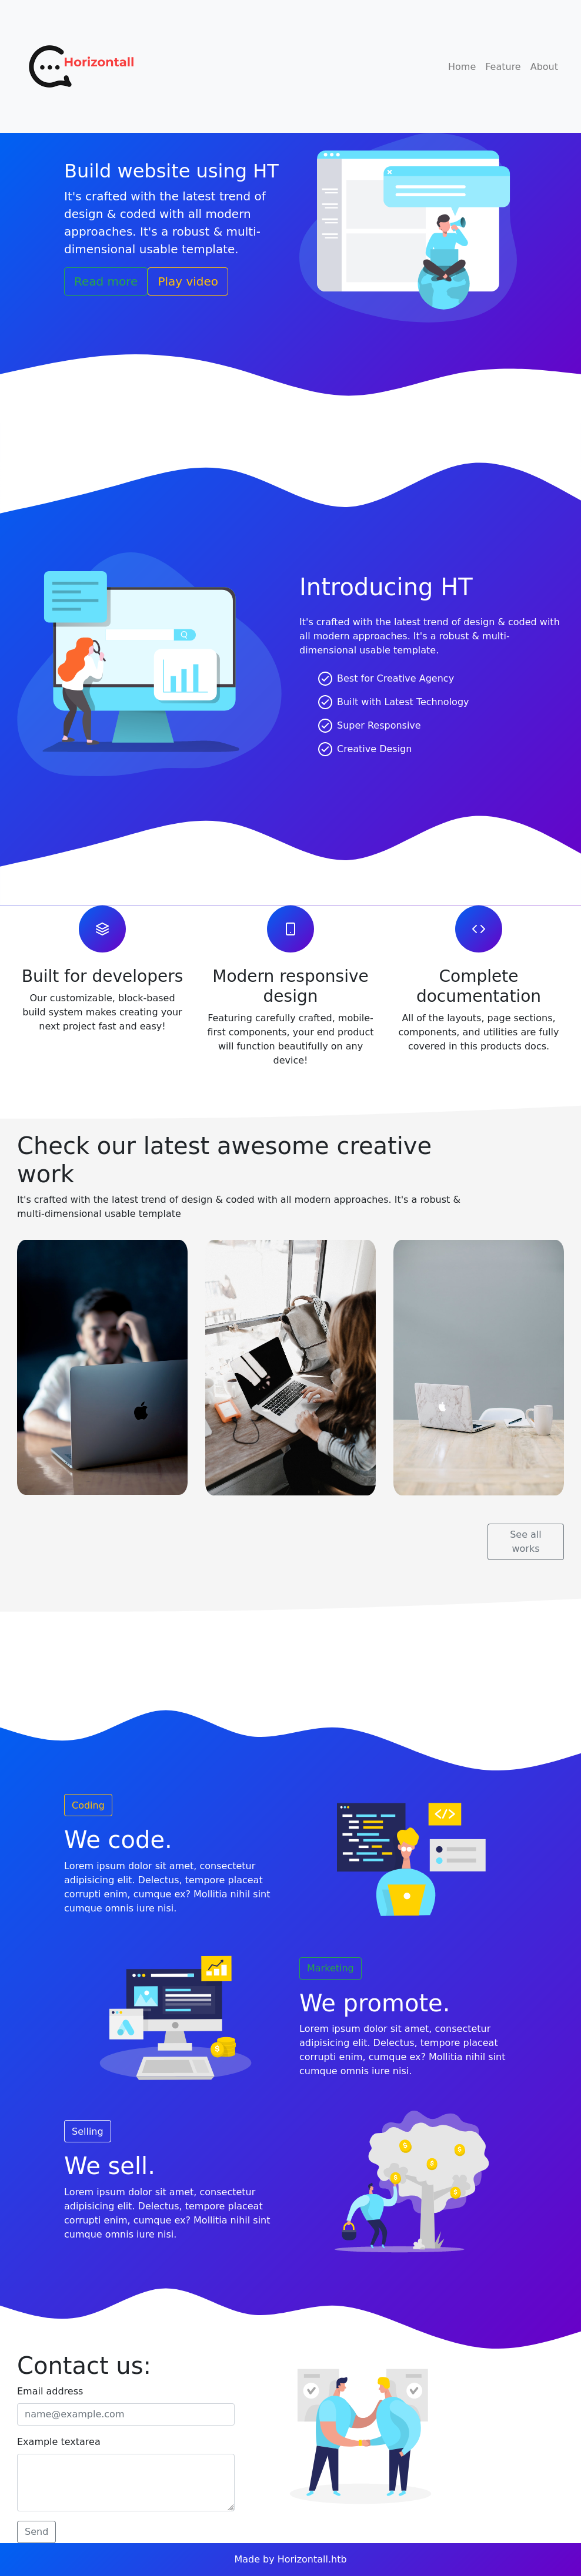 Horizontall
Home Feature About
Build website using HT
It's crafted with the latest trend of
design & coded with all modern
approaches. It's a robust & multi-
dimensional usable template.
Read more Play video
Introducing HT
It's crafted with the latest trend of design & coded with
all modern approaches. It's a robust & multi-
dimensional usable template.
Best for Creative Agency
Built with Latest Technology
Super Responsive
Creative Design
Built for developers
Our customizable, block-based
build system makes creating your
next project fast and easy!
Modern responsive
design
Featuring carefully crafted, mobile-
first components, your end product
will function beautifully on any
device!
Complete
documentation
All of the layouts, page sections,
components, and utilities are fully
covered in this products docs.
Check our latest awesome creative
work
It's crafted with the latest trend of design & coded with all modern approaches. It's a robust &
multi-dimensional usable template
See all
works
Coding
We code.
Lorem ipsum dolor sit amet, consectetur
adipisicing elit. Delectus, tempore placeat
corrupti enim, cumque ex? Mollitia nihil sint
cumque omnis iure nisi.
Marketing
We promote.
Lorem ipsum dolor sit amet, consectetur
adipisicing elit. Delectus, tempore placeat
corrupti enim, cumque ex? Mollitia nihil sint
cumque omnis iure nisi.
Selling
We sell.
Lorem ipsum dolor sit amet, consectetur
adipisicing elit. Delectus, tempore placeat
corrupti enim, cumque ex? Mollitia nihil sint
cumque omnis iure nisi.
Contact us:
Email address
name@example.com
Example textarea
Send
Made by Horizontall.htb